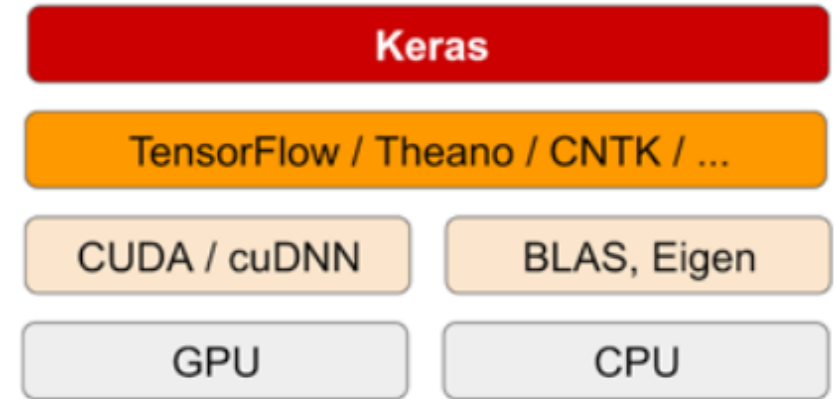 Keras
TensorFlow / Theano / CNTK / ...
CUDA / cuDNN
BLAS, Eigen
GPU
CPU